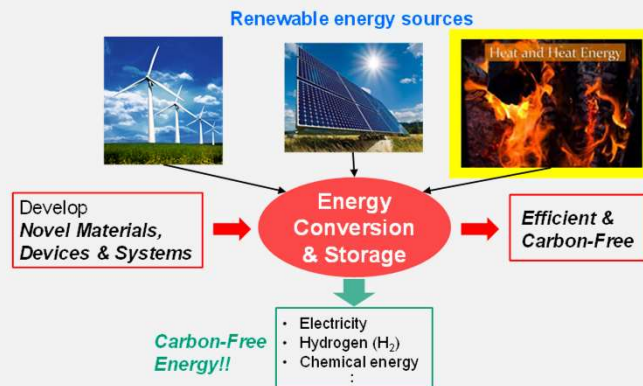 Renewable energy sources
Heat and Heat Energy
Develop
Novel Materials,
Devices & Systems
Energy
Conversion
& Storage
Efficient &
Carbon-Free
Carbon-Free
Energy!!
• Electricity
• Hydrogen (H₂)
• Chemical energy
: